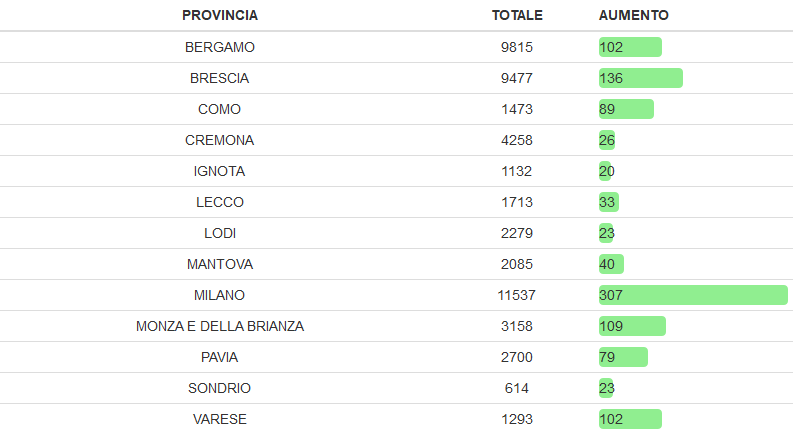 PROVINCIA TOTALE AUMENTO
BERGAMO 9815 102
BRESCIA 9477 136
COMO 1473 89
CREMONA 4258 26
IGNOTA 1132 20
LECCO 1713 33
LODI 2279 23
MANTOVA 2085 40
MILANO 11537 307
MONZA E DELLA BRIANZA 3158 109
PAVIA 2700 79
SONDRIO 614 23
VARESE 1293 102